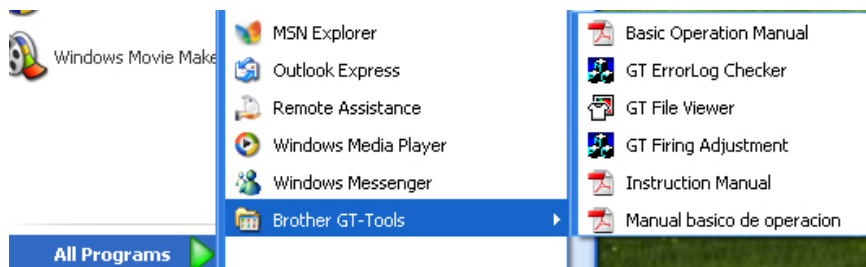 Windows Movie Make
All Programs
MSN Explorer
Outlook Express
Remote Assistance
Windows Media Player
Windows Messenger
Brother GT-Tools
Basic Operation Manual
GT ErrorLog Checker
GT File Viewer
GT Firing Adjustment
Instruction Manual
Manual basico de operacion